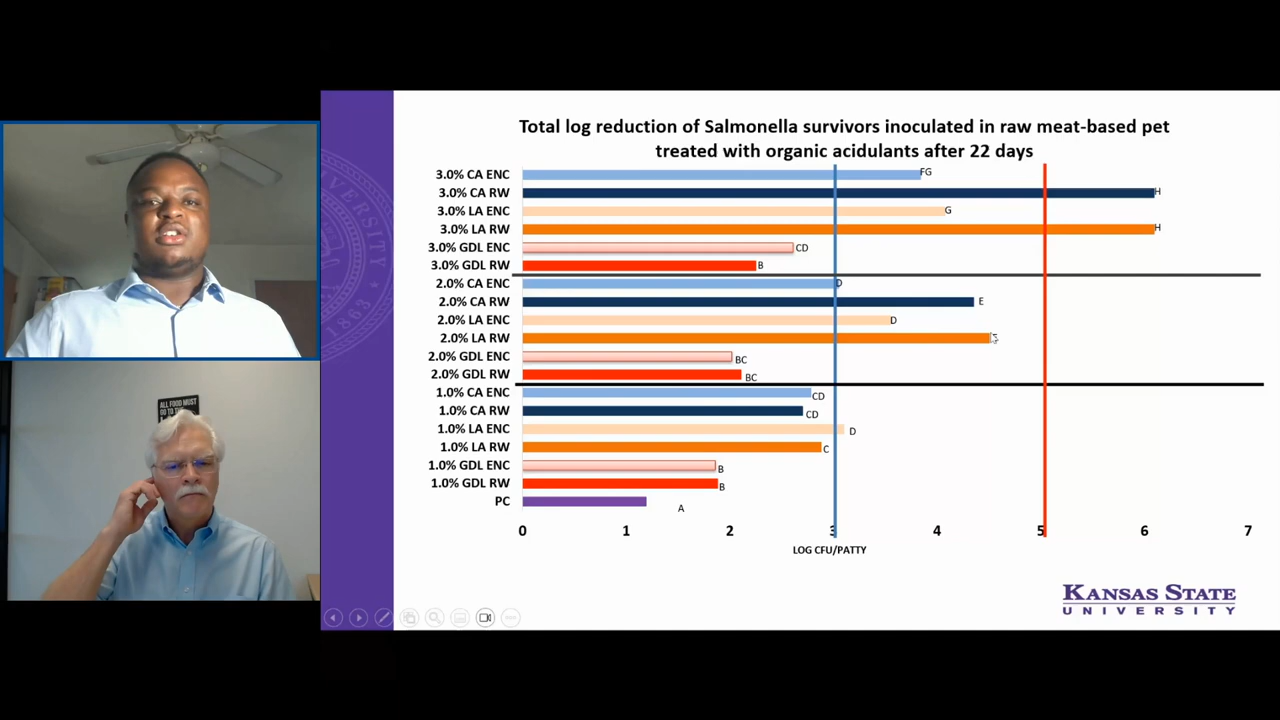 Total log reduction of Salmonella survivors inoculated in raw meat-based pet
treated with organic acidulants after 22 days
3.0% CA ENC
FG
3.0% CA RW
H
3.0% LA ENC
G
3.0% LA RW
H
3.0% GDL ENC
CD
3.0% GDL RW
B
2.0% CA ENC
D
2.0% CA RW
E
2.0% LA ENC
D
2.0% LA RW
2.0% GDL ENC
BC
2.0% GDL RW
BC
1.0% CA ENC
CD
1.0% CA RW
CD
1.0% LA ENC
D
1.0% LA RW
C
1.0% GDL ENC
B
1.0% GDL RW
B
PC
A
0 1 2 3 4 5 6 7
LOG CFU/PATTY
KANSAS STATE
UNIVERSITY
1863
ALL FOOD MUST